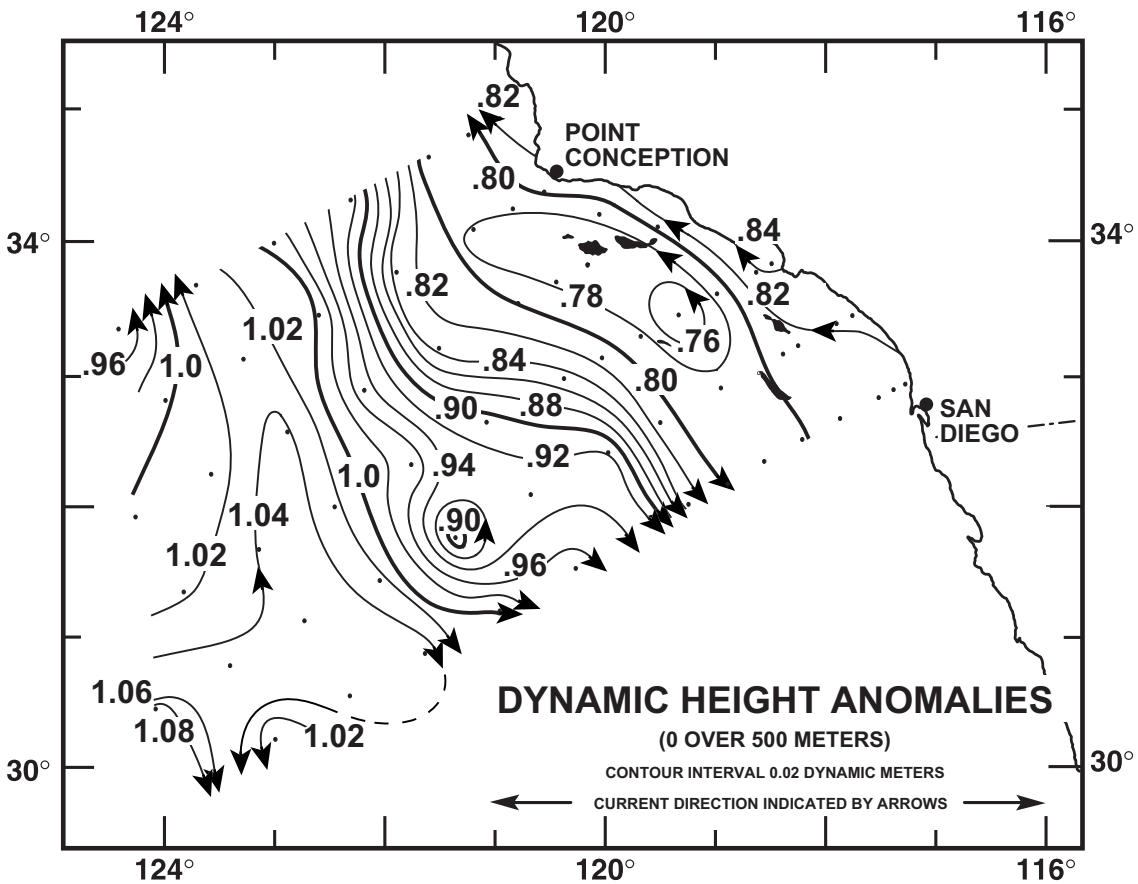 124° 120° 116°
.82
POINT
CONCEPTION
.80
34° .84 34°
.82 .78 .82
1.02
.76
.96 1.0 .84 .80
.90 .88
SAN
DIEGO
1.0 .94 .92
1.04 .90
1.02 .96
1.06
1.08 1.02
DYNAMIC HEIGHT ANOMALIES
(0 OVER 500 METERS)
30° CONTOUR INTERVAL 0.02 DYNAMIC METERS 30°
CURRENT DIRECTION INDICATED BY ARROWS
124° 120° 116°